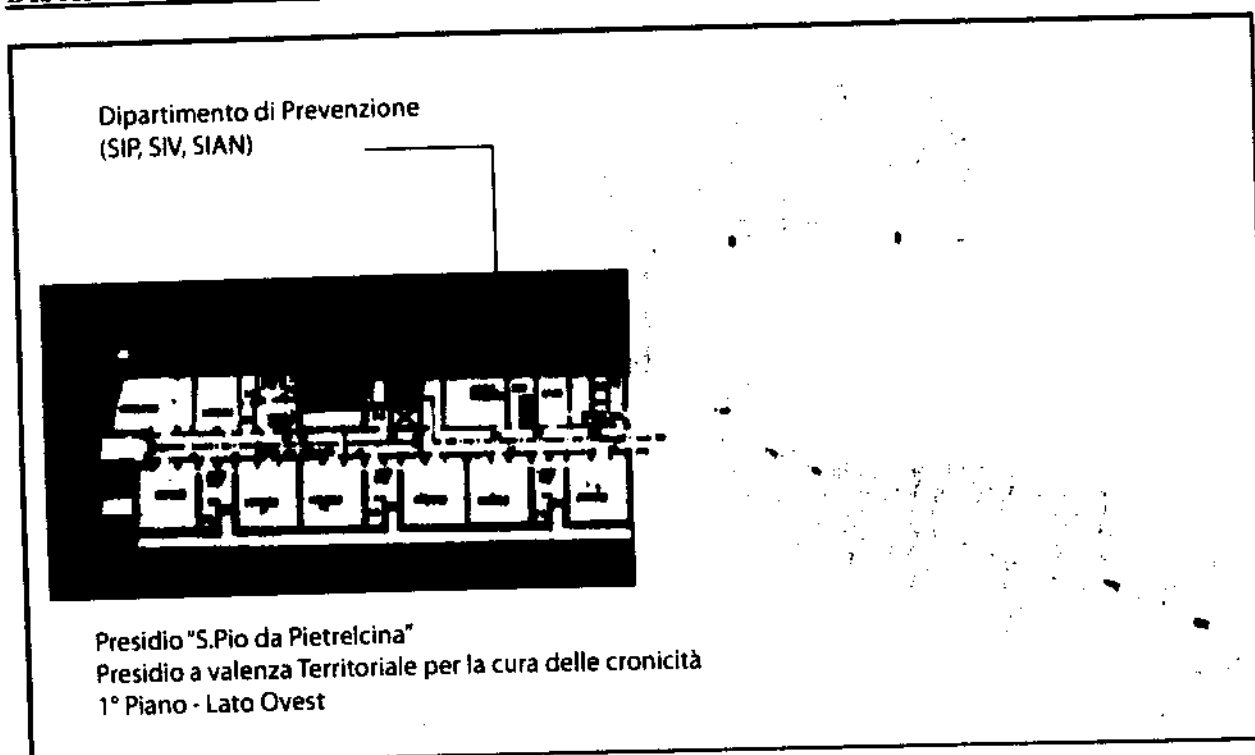 Dipartimento di Prevenzione
(SIP, SIV, SIAN)
Presidio "S.Pio da Pietrelcina"
Presidio a valenza Territoriale per la cura delle cronicità
1° Piano - Lato Ovest